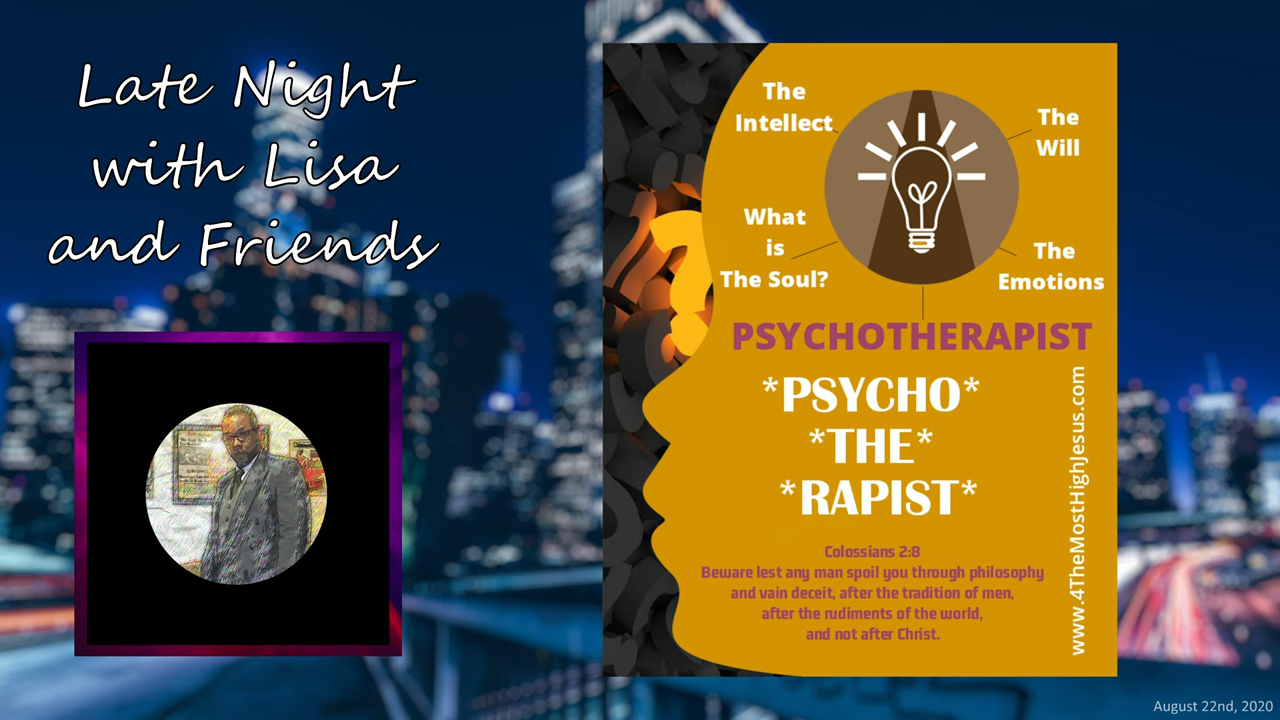 Late Night
with Lisa
and Friends
The
Intellect
The
Will
What
is
The Soul?
The
Emotions
PSYCHOTHERAPIST
*PSYCHO*
*THE*
*RAPIST*
www.4TheMostHighJesus.com
Colossians 2:8
Beware lest any man spoil you through philosophy
and vain deceit, after the tradition of men,
after the rudiments of the world,
and not after Christ.
August 22nd, 2020